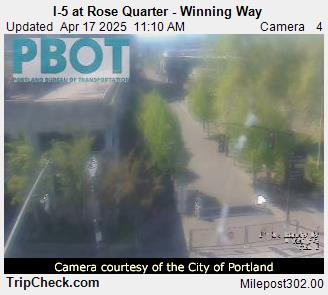 I-5 at Rose Quarter - Winning Way
Updated Apr 17 2025 11:10 AM Camera 4
PBOT
PORTLAND BUREAU OF TRANSPORTATION
Camera courtesy of the City of Portland
TripCheck.com Milepost302.00